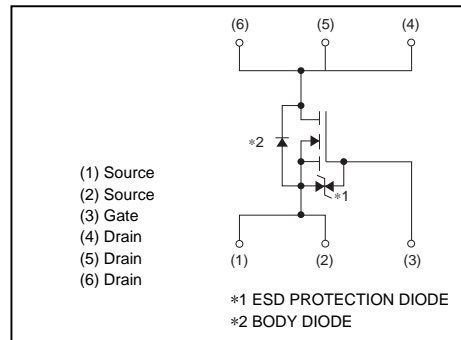 (6) (5) (4)
∗2
∗1
(1) Source
(2) Source
(3) Gate
(4) Drain
(5) Drain
(6) Drain
(1) (2) (3)
∗1 ESD PROTECTION DIODE
∗2 BODY DIODE